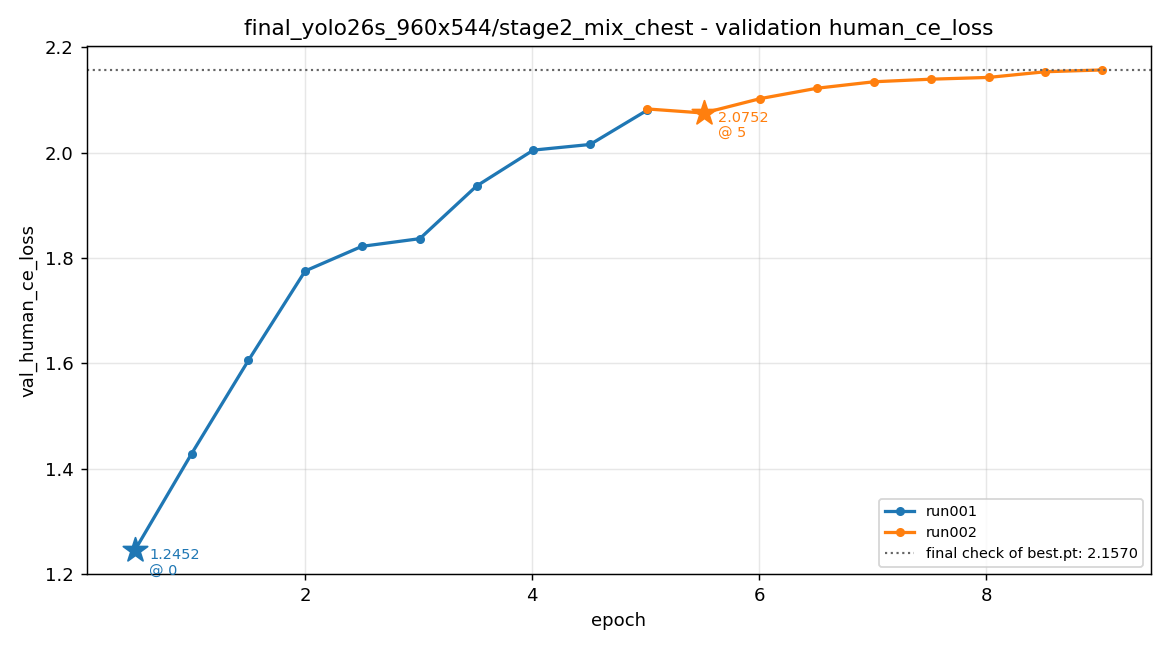 final_yolo26s_960x544/stage2_mix_chest - validation human_ce_loss
val_human_ce_loss
2.2
2.0
1.8
1.6
1.4
1.2
2.0752
@ 5
1.2452
@ 0
run001
run002
final check of best.pt: 2.1570
2
4
6
8
epoch